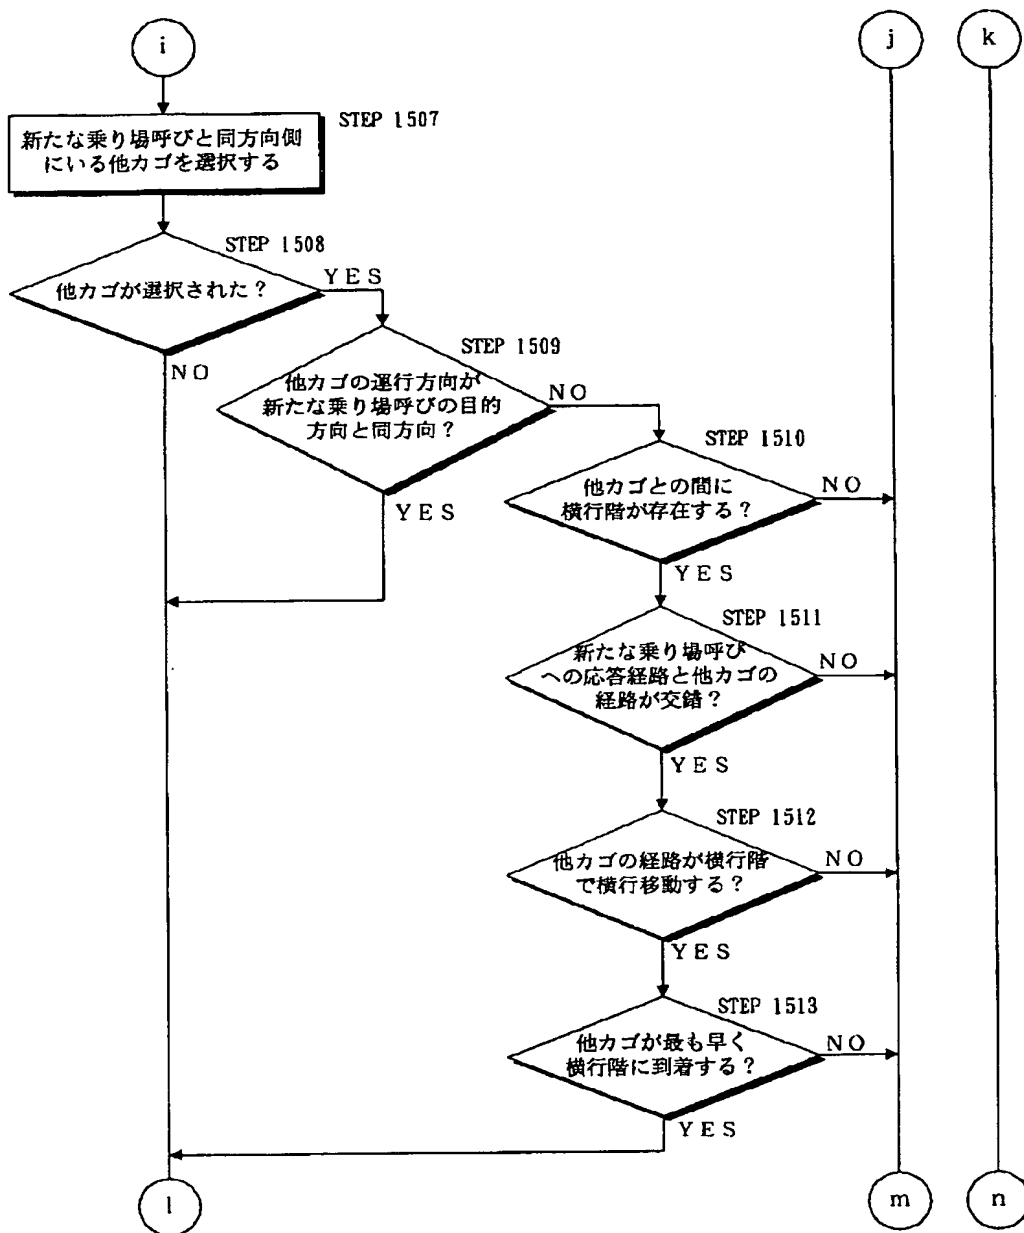 i
j
k
STEP 1507
新たな乗り場呼びと同方向側
にいる他カゴを選択する
STEP 1508
他カゴが選択された？
YES
NO
STEP 1509
他カゴの運行方向が
新たな乗り場呼びの目的
方向と同方向？
NO
YES
STEP 1510
他カゴとの間に
横行階が存在する？
NO
YES
STEP 1511
新たな乗り場呼び
への応答経路と他カゴの
経路が交錯？
NO
YES
STEP 1512
他カゴの経路が横行階
で横行移動する？
NO
YES
STEP 1513
他カゴが最も早く
横行階に到着する？
NO
YES
l
m
n